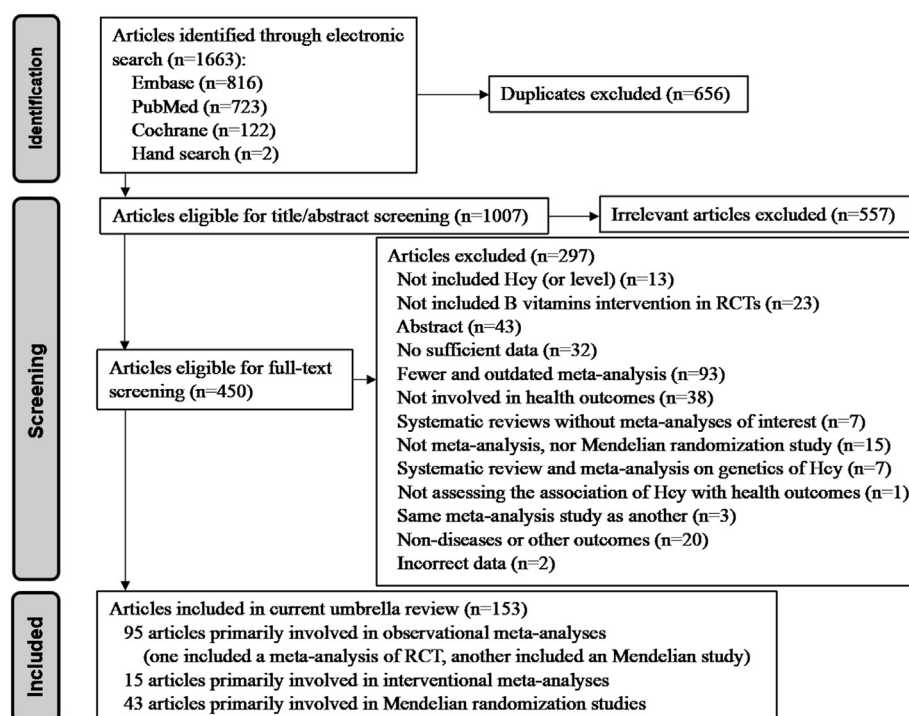 Identification
Articles identified through electronic
search (n=1663):
Embase (n=816)
PubMed (n=723)
Cochrane (n=122)
Hand search (n=2)
Duplicates excluded (n=656)
Screening
Articles eligible for title/abstract screening (n=1007)
Irrelevant articles excluded (n=557)
Articles eligible for full-text
screening (n=450)
Articles excluded (n=297)
Not included Hcy (or level) (n=13)
Not included B vitamins intervention in RCTs (n=23)
Abstract (n=43)
No sufficient data (n=32)
Fewer and outdated meta-analysis (n=93)
Not involved in health outcomes (n=38)
Systematic reviews without meta-analyses of interest (n=7)
Not meta-analysis, nor Mendelian randomization study (n=15)
Systematic review and meta-analysis on genetics of Hcy (n=7)
Not assessing the association of Hcy with health outcomes (n=1)
Same meta-analysis study as another (n=3)
Non-diseases or other outcomes (n=20)
Incorrect data (n=2)
Included
Articles included in current umbrella review (n=153)
95 articles primarily involved in observational meta-analyses
(one included a meta-analysis of RCT, another included an Mendelian study)
15 articles primarily involved in interventional meta-analyses
43 articles primarily involved in Mendelian randomization studies